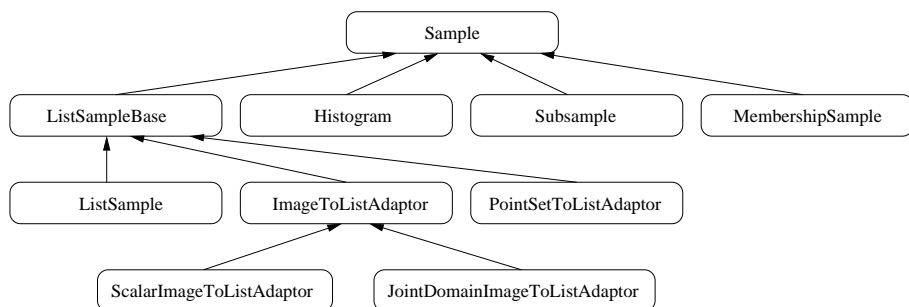 Sample
ListSampleBase
Histogram
Subsample
MembershipSample
ListSample
ImageToListAdaptor
PointSetToListAdaptor
ScalarImageToListAdaptor
JointDomainImageToListAdaptor